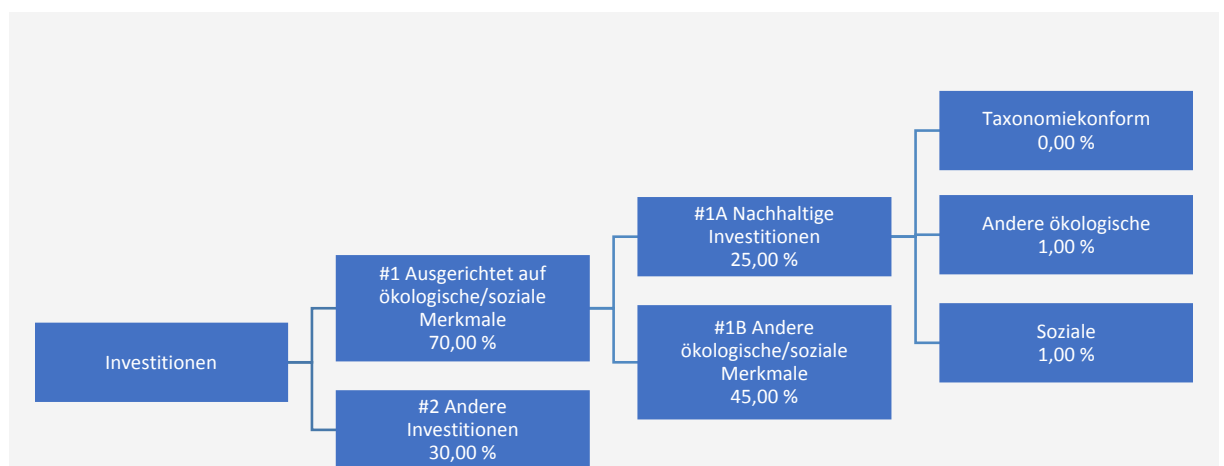 Investitionen
#1 Ausgerichtet auf
ökologische/soziale
Merkmale
70,00 %
#2 Andere
Investitionen
30,00 %
#1A Nachhaltige
Investitionen
25,00 %
#1B Andere
ökologische/soziale
Merkmale
45,00 %
Taxonomiekonform
0,00 %
Andere ökologische
1,00 %
Soziale
1,00 %